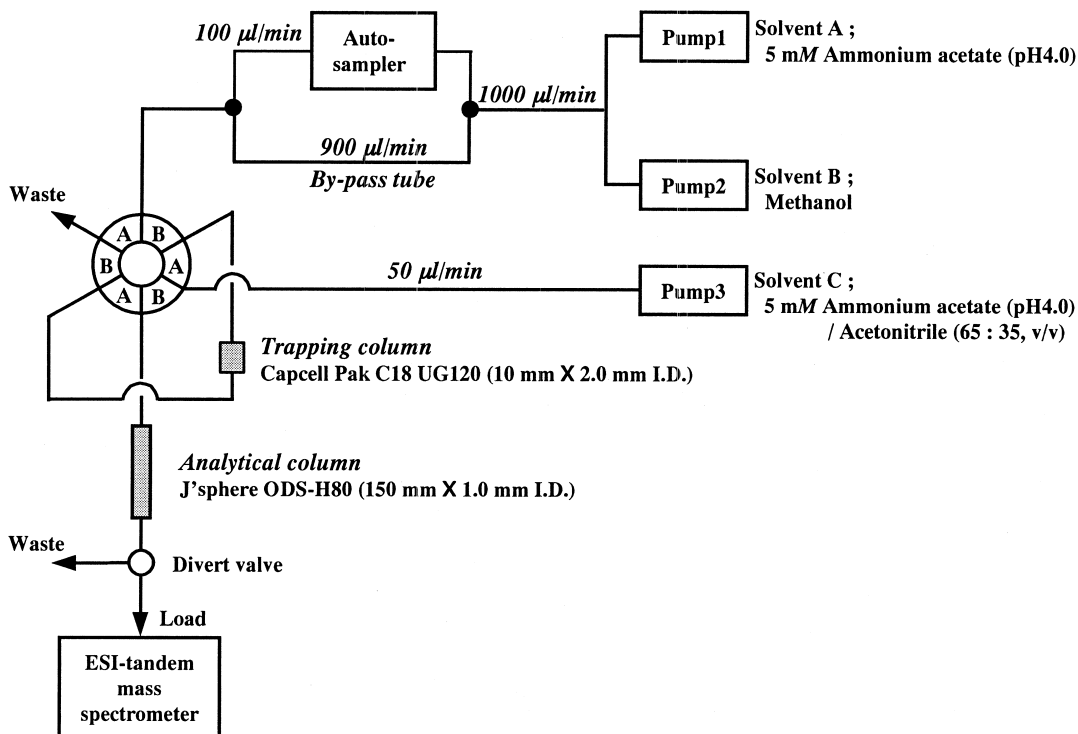 100 µl/min
Auto-
sampler
1000 µl/min
Pump1
Solvent A ;
5 mM Ammonium acetate (pH4.0)
900 µl/min
By-pass tube
Pump2
Solvent B ;
Methanol
Waste
A B
B A
A B
50 µl/min
Pump3
Solvent C ;
5 mM Ammonium acetate (pH4.0)
/ Acetonitrile (65 : 35, v/v)
Trapping column
Capcell Pak C18 UG120 (10 mm X 2.0 mm I.D.)
Analytical column
J'sphere ODS-H80 (150 mm X 1.0 mm I.D.)
Waste
Divert valve
Load
ESI-tandem
mass
spectrometer